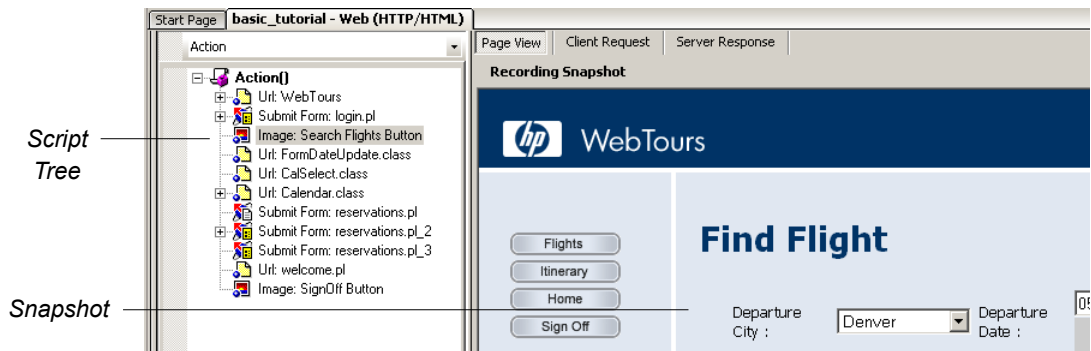 Start Page basic_tutorial - Web (HTTP/HTML)
Action
Page View Client Request Server Response
Recording Snapshot
Action()
Url: WebTours
Submit Form: login.pl
Image: Search Flights Button
Url: FormDateUpdate.class
Url: CalSelect.class
Url: Calendar.class
Submit Form: reservations.pl
Submit Form: reservations.pl_2
Submit Form: reservations.pl_3
Url: welcome.pl
Image: SignOff Button
Script
Tree
Snapshot
hp WebTours
Flights
Itinerary
Home
Sign Off
Find Flight
Departure
City :
Denver
Departure
Date :
05